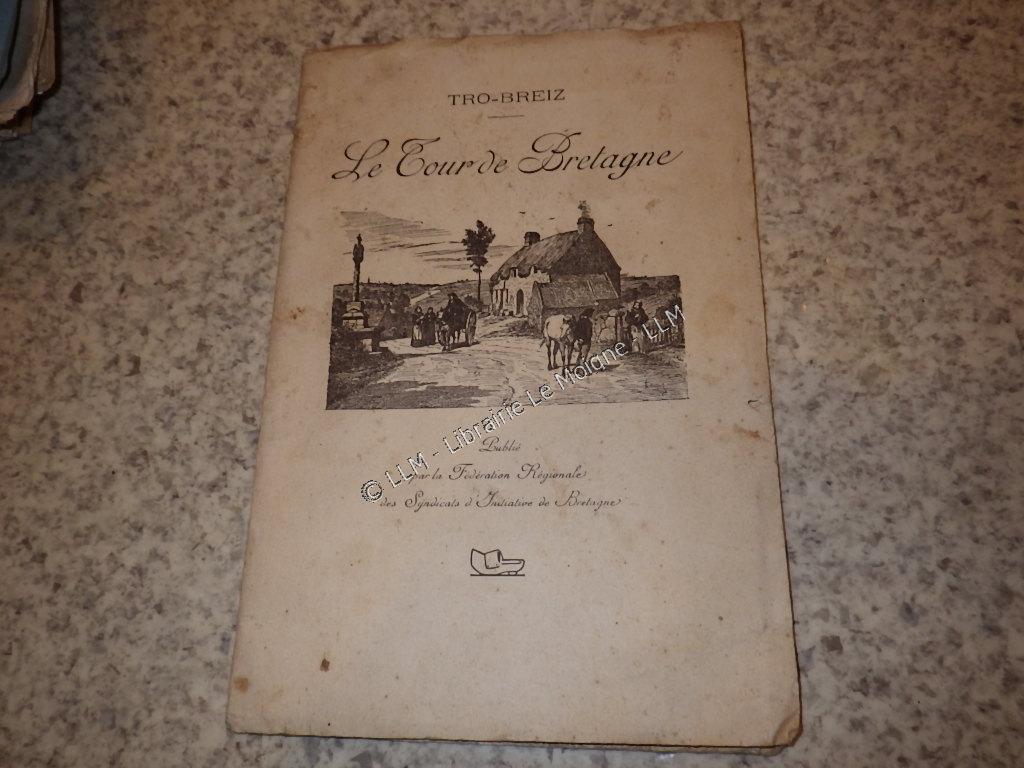 TRO-BREIZ
Le Tour de Bretagne
© LLM - Librairie Le Moigne - LLM
Publié
par la Fédération Régionale
des Syndicats d'Initiative de Bretagne